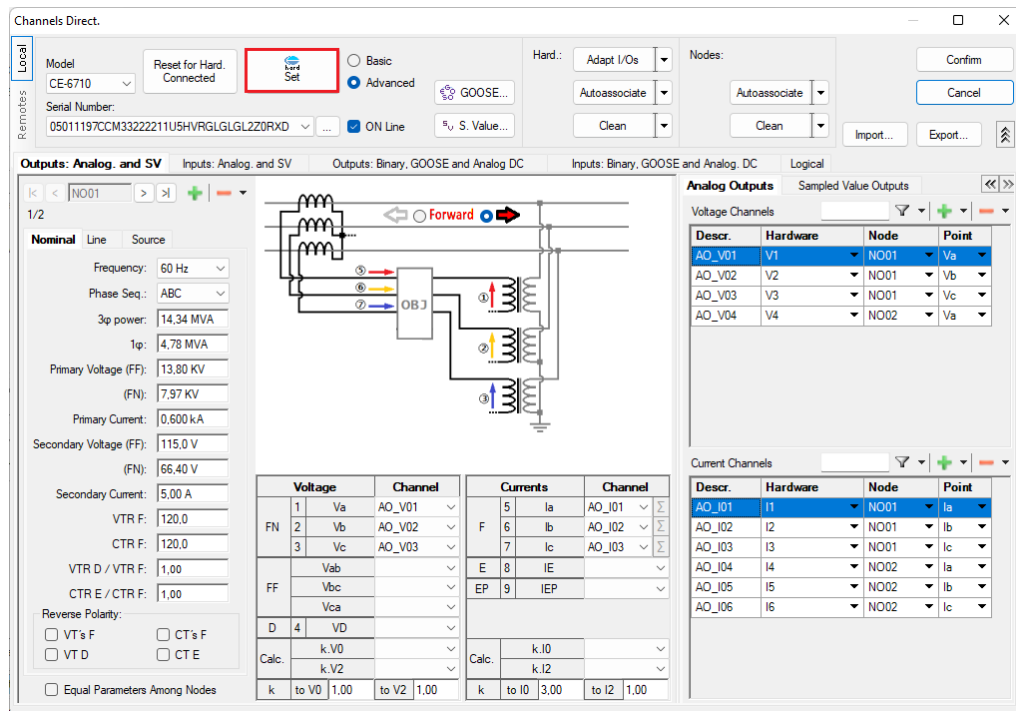 Channels Direct.
Local
Remotes
Model
CE-6710
Serial Number:
05011197CCM33222211U5HVRGLGLGL2Z0RXD
...
Reset for Hard.
Connected
hard
Set
Basic
Advanced
ON Line
GOOSE...
S. Value...
Hard.:
Adapt I/Os
Autoassociate
Clean
Nodes:
Autoassociate
Clean
Confirm
Cancel
Import...
Export...
Outputs: Analog. and SV
Inputs: Analog. and SV
Outputs: Binary, GOOSE and Analog DC
Inputs: Binary, GOOSE and Analog. DC
Logical
NO01
1/2
Nominal Line Source
Frequency: 60 Hz
Phase Seq.: ABC
3φ power: 14,34 MVA
1φ: 4,78 MVA
Primary Voltage (FF): 13,80 KV
(FN): 7,97 KV
Primary Current: 0,600 kA
Secondary Voltage (FF): 115,0 V
(FN): 66,40 V
Secondary Current: 5,00 A
VTR F: 120,0
CTR F: 120,0
VTR D / VTR F: 1,00
CTR E / CTR F: 1,00
Reverse Polarity:
VT´s F CT´s F
VT D CT E
Equal Parameters Among Nodes
Forward
⑤
⑥
⑦
OBJ
①
②
③
Voltage Channel
FN
1 Va AO_V01
2 Vb AO_V02
3 Vc AO_V03
FF
Vab
Vbc
Vca
D 4 VD
Calc.
k.V0
k.V2
k to V0 1,00 to V2 1,00
Currents Channel
F
5 Ia AO_I01 Σ
6 Ib AO_I02 Σ
7 Ic AO_I03 Σ
E 8 IE
EP 9 IEP
Calc.
k.I0
k.I2
k to I0 3,00 to I2 1,00
Analog Outputs Sampled Value Outputs
Voltage Channels
Descr. Hardware Node Point
AO_V01 V1 NO01 Va
AO_V02 V2 NO01 Vb
AO_V03 V3 NO01 Vc
AO_V04 V4 NO02 Va
Current Channels
Descr. Hardware Node Point
AO_I01 I1 NO01 Ia
AO_I02 I2 NO01 Ib
AO_I03 I3 NO01 Ic
AO_I04 I4 NO02 Ia
AO_I05 I5 NO02 Ib
AO_I06 I6 NO02 Ic